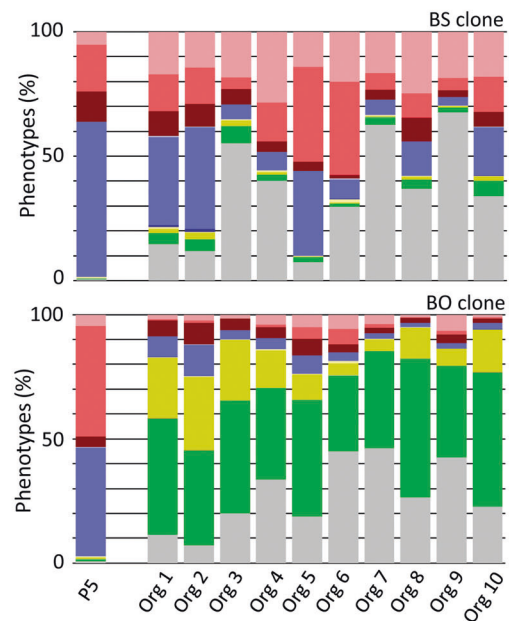 BS clone
Phenotypes (%)
100
50
0
BO clone
Phenotypes (%)
100
50
0
P5
Org 1
Org 2
Org 3
Org 4
Org 5
Org 6
Org 7
Org 8
Org 9
Org 10